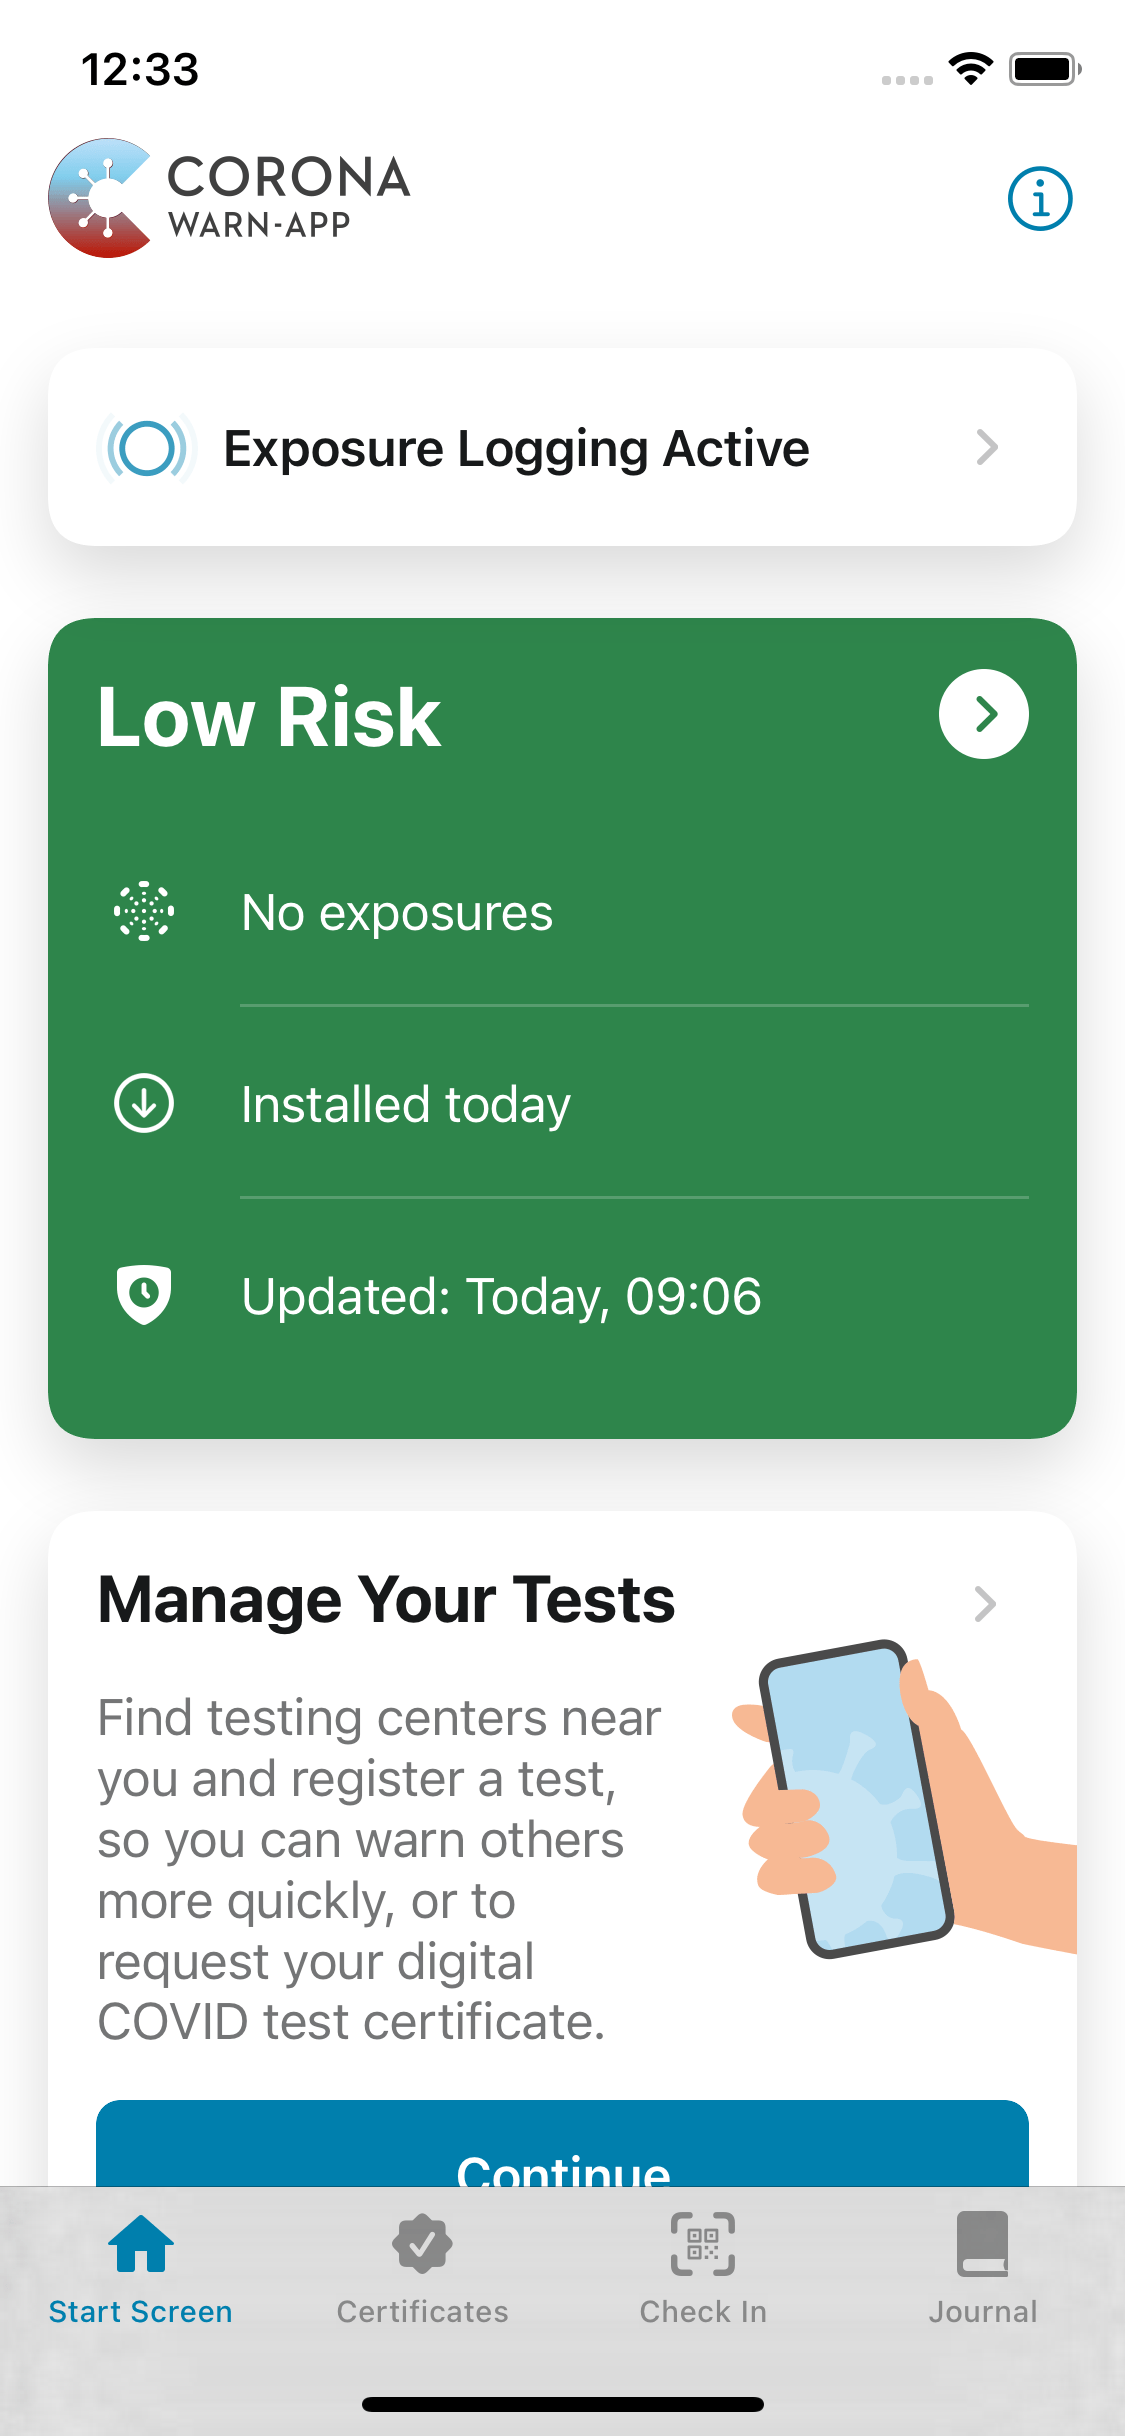 12:33
CORONA
WARN-APP
Exposure Logging Active
Low Risk
No exposures
Installed today
Updated: Today, 09:06
Manage Your Tests
Find testing centers near
you and register a test,
so you can warn others
more quickly, or to
request your digital
COVID test certificate.
Continue
Start Screen
Certificates
Check In
Journal